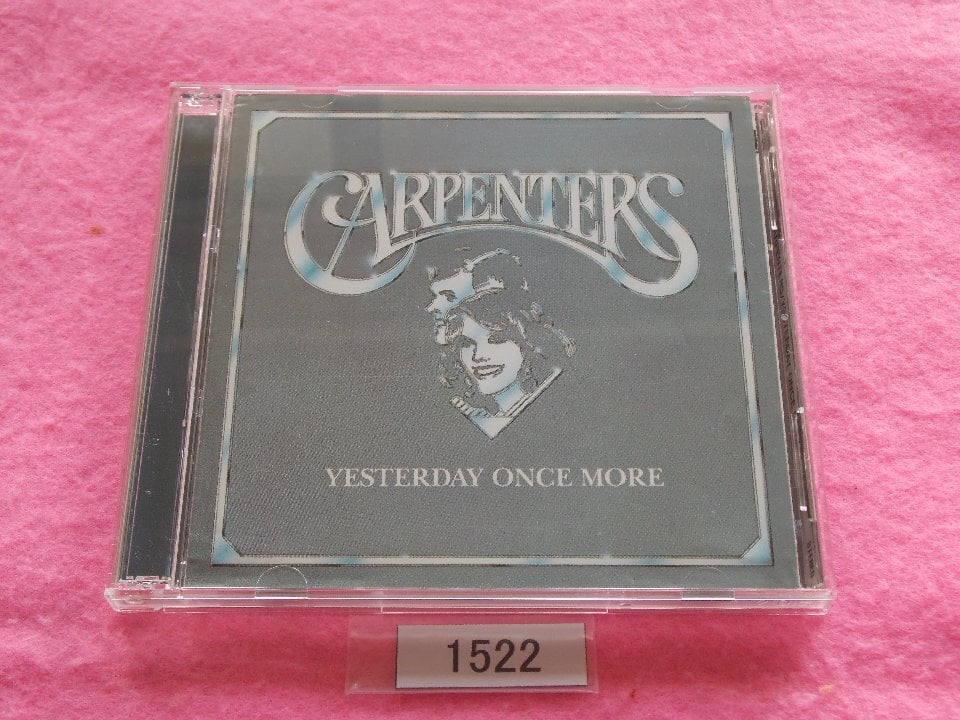 CARPENTERS
YESTERDAY ONCE MORE
1522